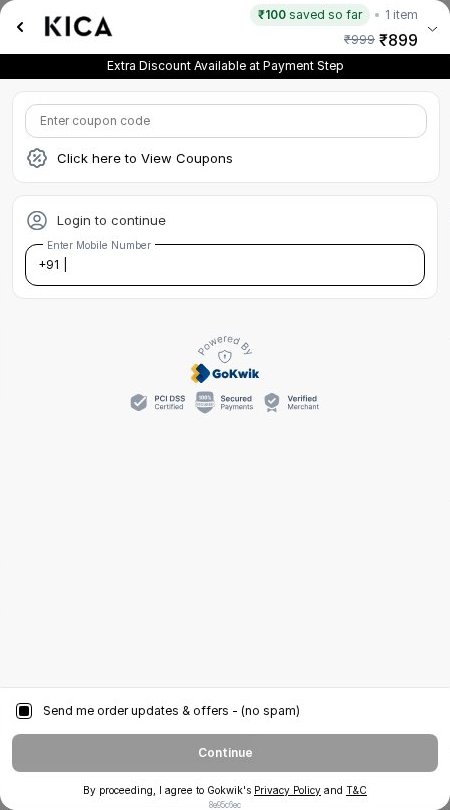 ₹100 saved so far • 1 item
KICA
₹999 ₹899
Extra Discount Available at Payment Step
Enter coupon code
Click here to View Coupons
Login to continue
Enter Mobile Number
+91
Powered By
GoKwik
PCI DSS Certified
100% Secured Payments
Verified Merchant
Send me order updates & offers - (no spam)
Continue
By proceeding, I agree to Gokwik's Privacy Policy and T&C